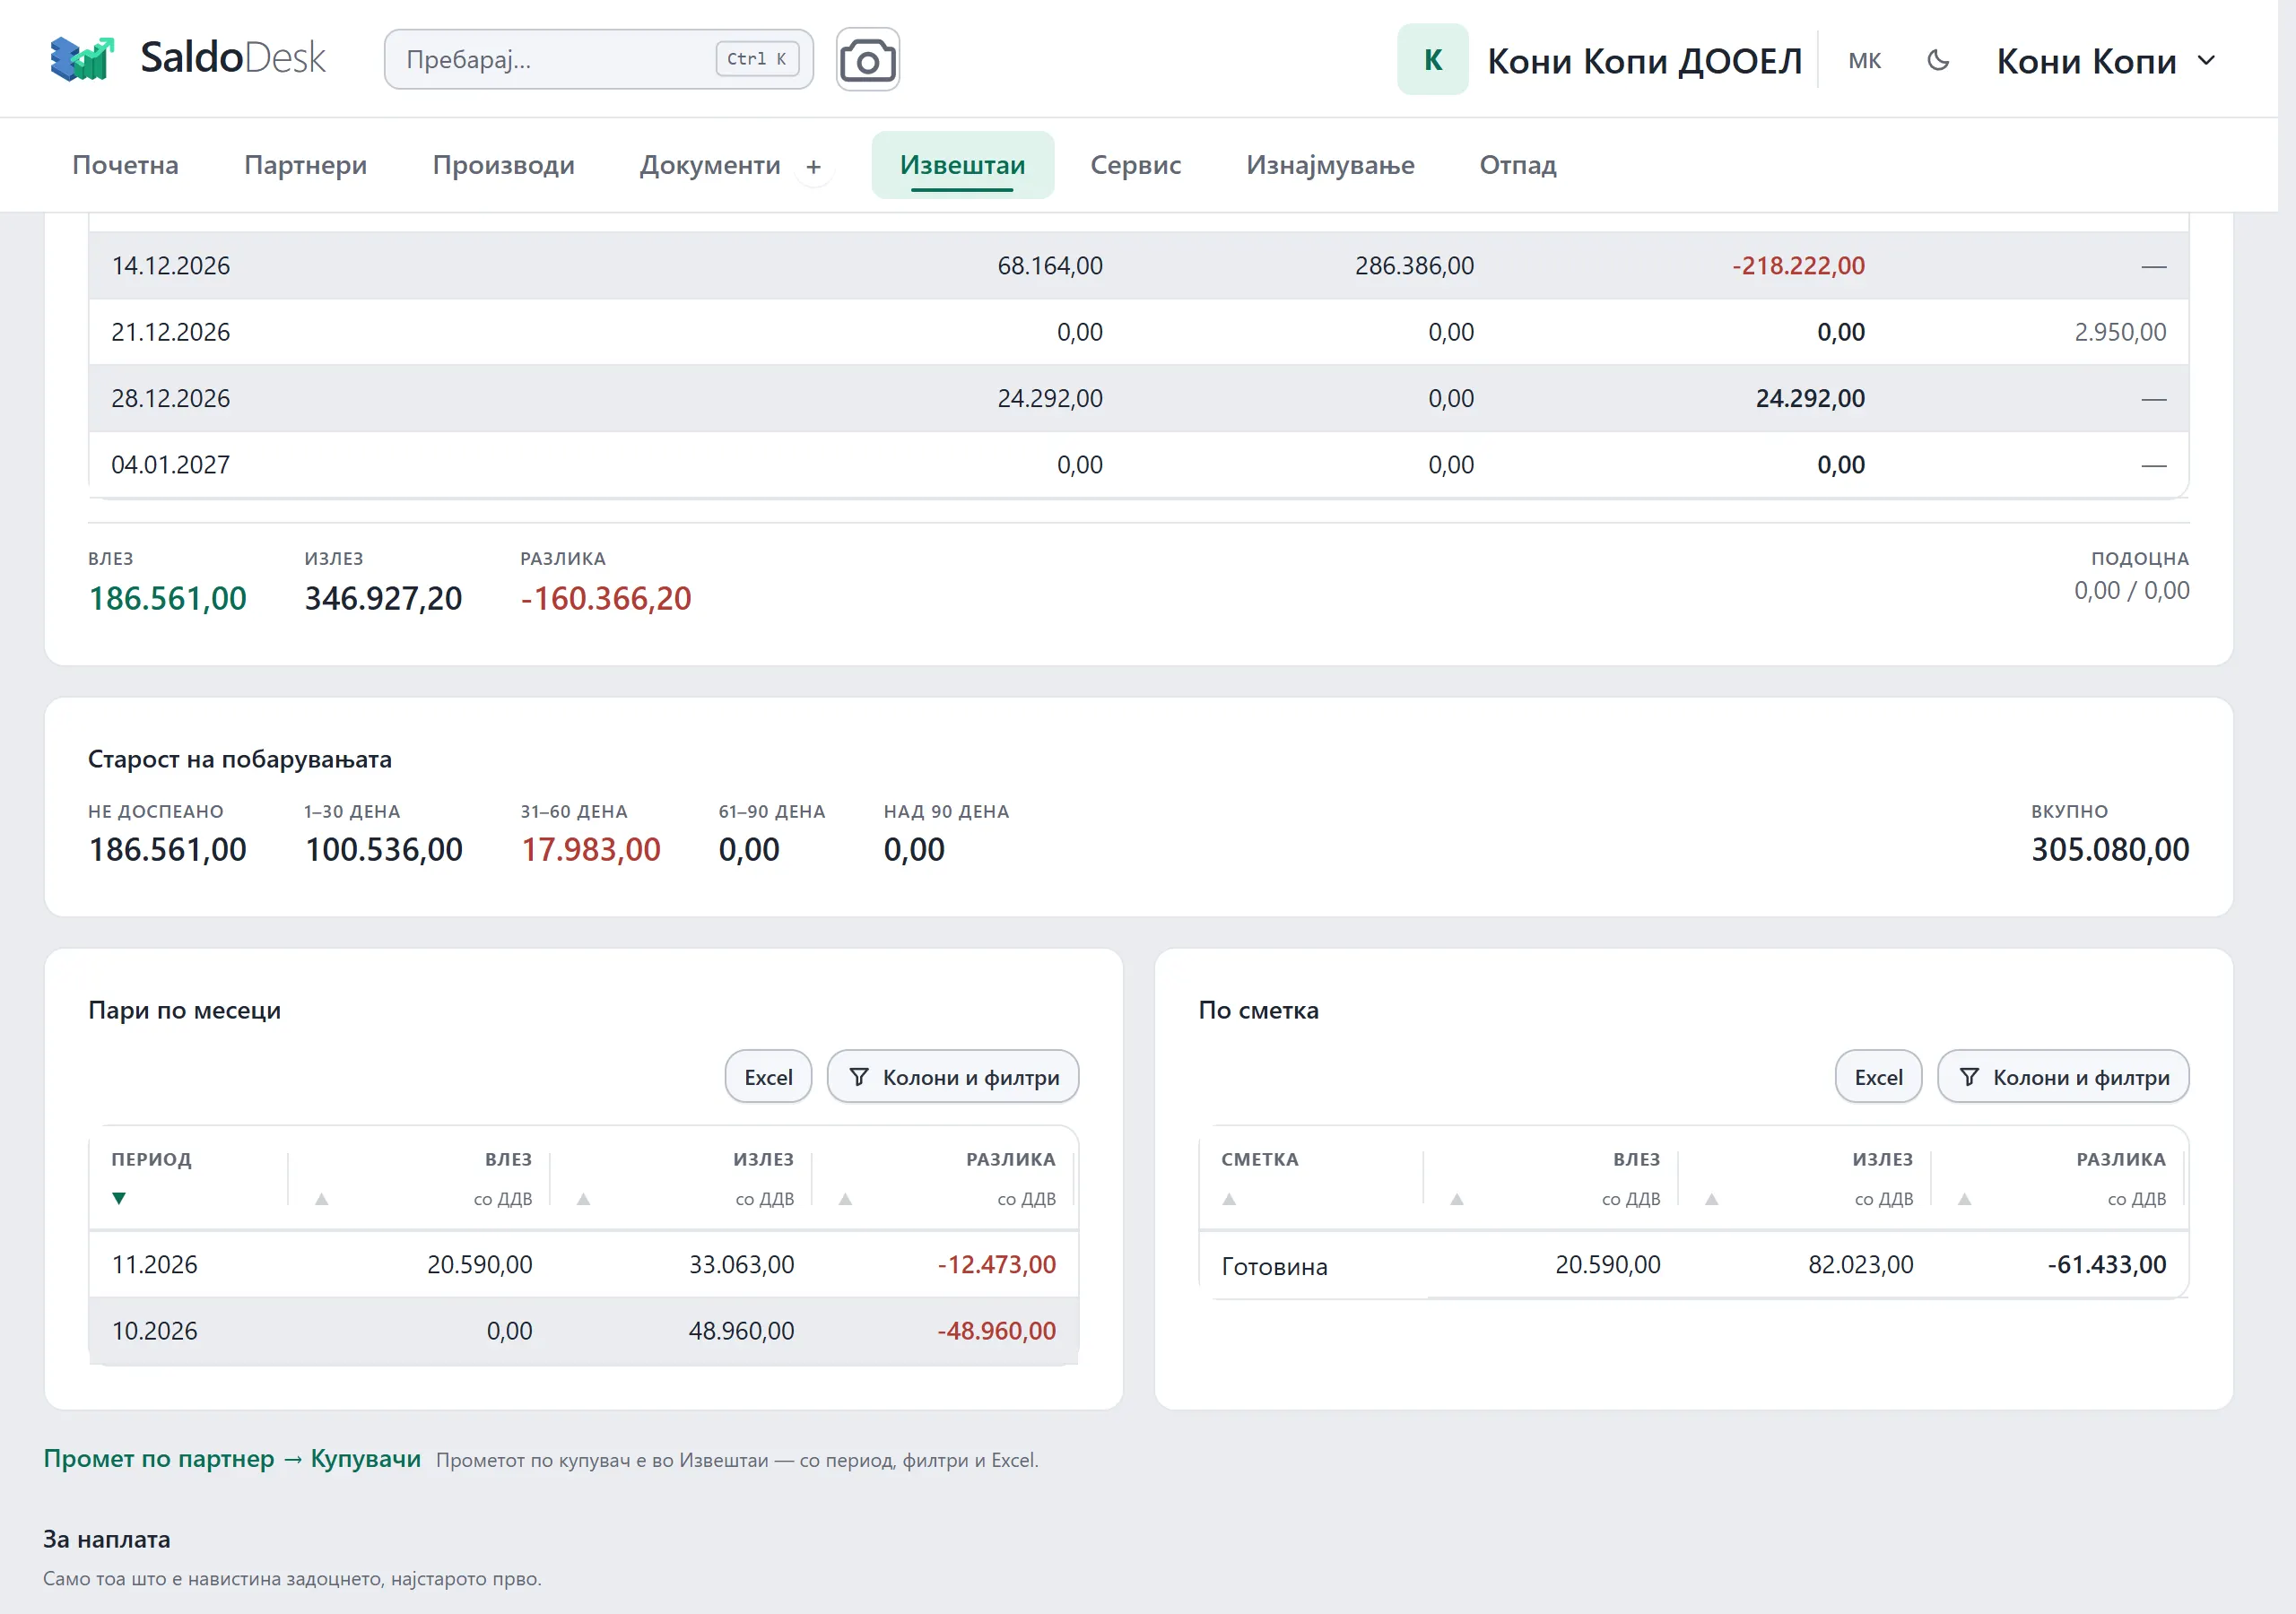 SaldoDesk
Пребарај... Ctrl K
К Кони Копи ДООЕЛ МК Кони Копи
Почетна Партнери Производи Документи + Извештаи Сервис Изнајмување Отпад
14.12.2026 68.164,00 286.386,00 -218.222,00 —
21.12.2026 0,00 0,00 0,00 2.950,00
28.12.2026 24.292,00 0,00 24.292,00 —
04.01.2027 0,00 0,00 0,00 —
ВЛЕЗ ИЗЛЕЗ РАЗЛИКА ПОДОЦНА
186.561,00 346.927,20 -160.366,20 0,00 / 0,00
Старост на побарувањата
НЕ ДОСПЕАНО 1–30 ДЕНА 31–60 ДЕНА 61–90 ДЕНА НАД 90 ДЕНА ВКУПНО
186.561,00 100.536,00 17.983,00 0,00 0,00 305.080,00
Пари по месеци
Excel Колони и филтри
ПЕРИОД ВЛЕЗ ИЗЛЕЗ РАЗЛИКА
▼ ▲ со ДДВ ▲ со ДДВ ▲ со ДДВ
11.2026 20.590,00 33.063,00 -12.473,00
10.2026 0,00 48.960,00 -48.960,00
По сметка
Excel Колони и филтри
СМЕТКА ВЛЕЗ ИЗЛЕЗ РАЗЛИКА
▲ ▲ со ДДВ ▲ со ДДВ ▲ со ДДВ
Готовина 20.590,00 82.023,00 -61.433,00
Промет по партнер → Купувачи Прометот по купувач е во Извештаи — со период, филтри и Excel.
За наплата
Само тоа што е навистина задоцнето, најстарото прво.